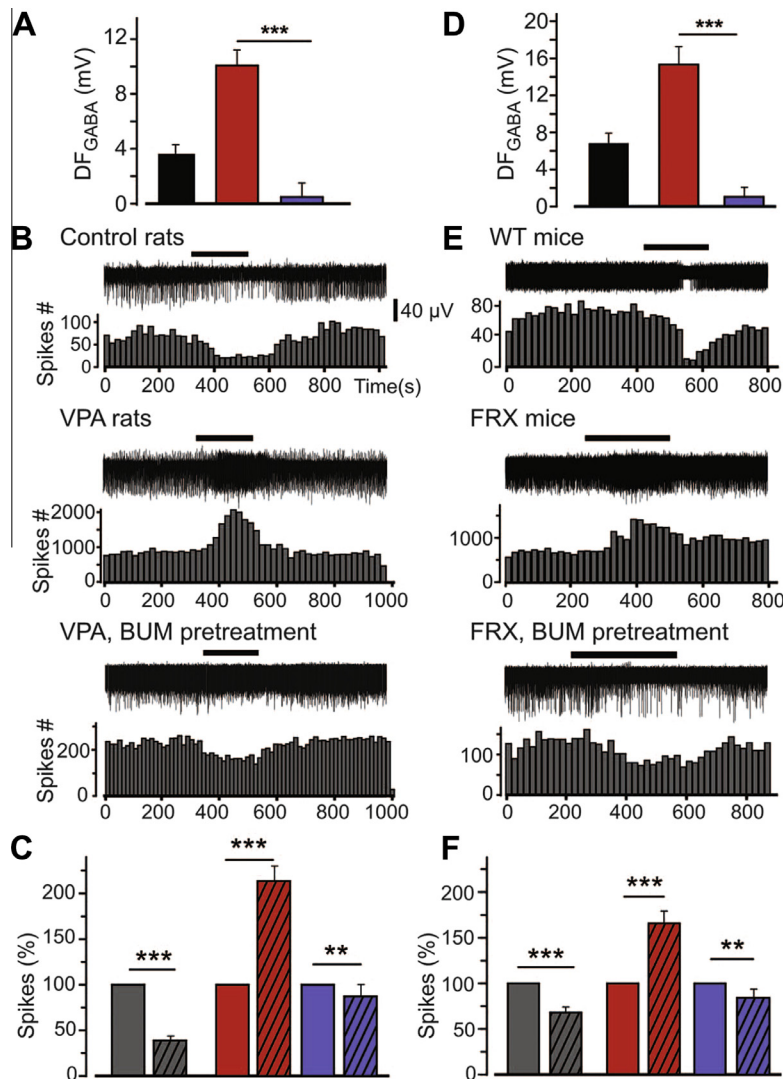 A
***
DF_GABA (mV)
12
8
4
0
D
***
DF_GABA (mV)
20
16
12
8
4
0
B
Control rats
40 µV
Spikes #
100
50
0
0 200 400 600 800 Time(s)
VPA rats
Spikes #
2000
1000
0
0 200 400 600 800 1000
VPA, BUM pretreatment
Spikes #
200
0
0 200 400 600 800 1000
E
WT mice
80
40
0
0 200 400 600 800
FRX mice
1000
0
0 200 400 600 800
FRX, BUM pretreatment
100
0
0 200 400 600 800
C
*** *** **
Spikes (%)
200
150
100
50
0
F
*** *** **
Spikes (%)
200
150
100
50
0